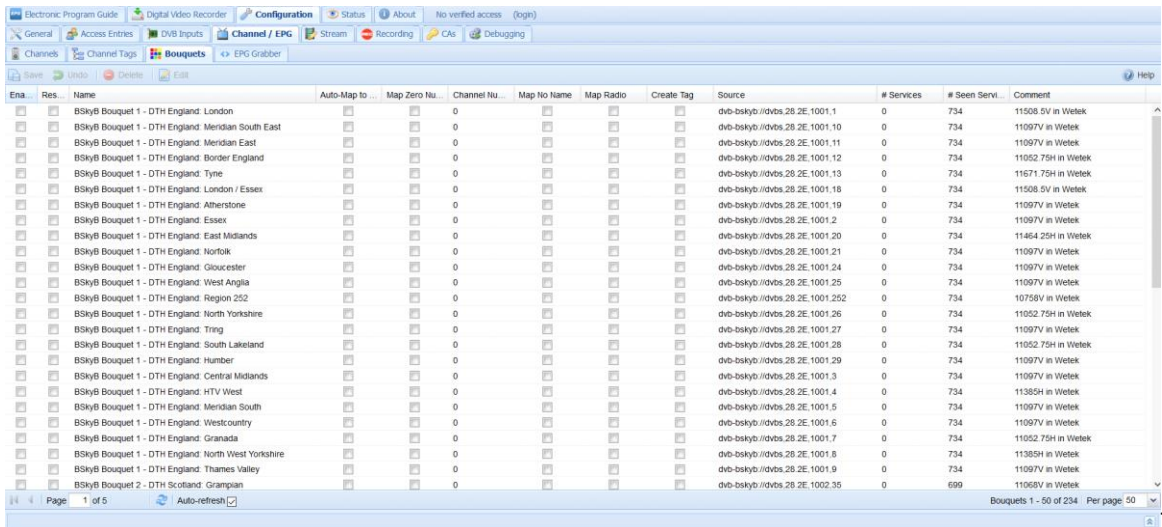 Electronic Program Guide Digital Video Recorder Configuration Status About No verified access (login)
General Access Entries DVB Inputs Channel / EPG Stream Recording CAs Debugging
Channels Channel Tags Bouquets EPG Grabber
Save Undo Delete Edit Help
Ena... Res... Name Auto-Map to ... Map Zero Nu... Channel Nu... Map No Name Map Radio Create Tag Source # Services # Seen Servi... Comment
BSkyB Bouquet 1 - DTH England: London 0 dvb-bskyb://dvbs,28.2E,1001,1 0 734 11508.5V in Wetek
BSkyB Bouquet 1 - DTH England: Meridian South East 0 dvb-bskyb://dvbs,28.2E,1001,10 0 734 11097V in Wetek
BSkyB Bouquet 1 - DTH England: Meridian East 0 dvb-bskyb://dvbs,28.2E,1001,11 0 734 11097V in Wetek
BSkyB Bouquet 1 - DTH England: Border England 0 dvb-bskyb://dvbs,28.2E,1001,12 0 734 11052.75H in Wetek
BSkyB Bouquet 1 - DTH England: Tyne 0 dvb-bskyb://dvbs,28.2E,1001,13 0 734 11671.75H in Wetek
BSkyB Bouquet 1 - DTH England: London / Essex 0 dvb-bskyb://dvbs,28.2E,1001,18 0 734 11508.5V in Wetek
BSkyB Bouquet 1 - DTH England: Atherstone 0 dvb-bskyb://dvbs,28.2E,1001,19 0 734 11097V in Wetek
BSkyB Bouquet 1 - DTH England: Essex 0 dvb-bskyb://dvbs,28.2E,1001,2 0 734 11097V in Wetek
BSkyB Bouquet 1 - DTH England: East Midlands 0 dvb-bskyb://dvbs,28.2E,1001,20 0 734 11464.25H in Wetek
BSkyB Bouquet 1 - DTH England: Norfolk 0 dvb-bskyb://dvbs,28.2E,1001,21 0 734 11097V in Wetek
BSkyB Bouquet 1 - DTH England: Gloucester 0 dvb-bskyb://dvbs,28.2E,1001,24 0 734 11097V in Wetek
BSkyB Bouquet 1 - DTH England: West Anglia 0 dvb-bskyb://dvbs,28.2E,1001,25 0 734 11097V in Wetek
BSkyB Bouquet 1 - DTH England: Region 252 0 dvb-bskyb://dvbs,28.2E,1001,252 0 734 10758V in Wetek
BSkyB Bouquet 1 - DTH England: North Yorkshire 0 dvb-bskyb://dvbs,28.2E,1001,26 0 734 11052.75H in Wetek
BSkyB Bouquet 1 - DTH England: Tring 0 dvb-bskyb://dvbs,28.2E,1001,27 0 734 11097V in Wetek
BSkyB Bouquet 1 - DTH England: South Lakeland 0 dvb-bskyb://dvbs,28.2E,1001,28 0 734 11052.75H in Wetek
BSkyB Bouquet 1 - DTH England: Humber 0 dvb-bskyb://dvbs,28.2E,1001,29 0 734 11097V in Wetek
BSkyB Bouquet 1 - DTH England: Central Midlands 0 dvb-bskyb://dvbs,28.2E,1001,3 0 734 11097V in Wetek
BSkyB Bouquet 1 - DTH England: HTV West 0 dvb-bskyb://dvbs,28.2E,1001,4 0 734 11385H in Wetek
BSkyB Bouquet 1 - DTH England: Meridian South 0 dvb-bskyb://dvbs,28.2E,1001,5 0 734 11097V in Wetek
BSkyB Bouquet 1 - DTH England: Westcountry 0 dvb-bskyb://dvbs,28.2E,1001,6 0 734 11097V in Wetek
BSkyB Bouquet 1 - DTH England: Granada 0 dvb-bskyb://dvbs,28.2E,1001,7 0 734 11052.75H in Wetek
BSkyB Bouquet 1 - DTH England: North West Yorkshire 0 dvb-bskyb://dvbs,28.2E,1001,8 0 734 11385H in Wetek
BSkyB Bouquet 1 - DTH England: Thames Valley 0 dvb-bskyb://dvbs,28.2E,1001,9 0 734 11097V in Wetek
BSkyB Bouquet 2 - DTH Scotland: Grampian 0 dvb-bskyb://dvbs,28.2E,1002,35 0 699 11068V in Wetek
Page 1 of 5 Auto-refresh Bouquets 1 - 50 of 234 Per page 50